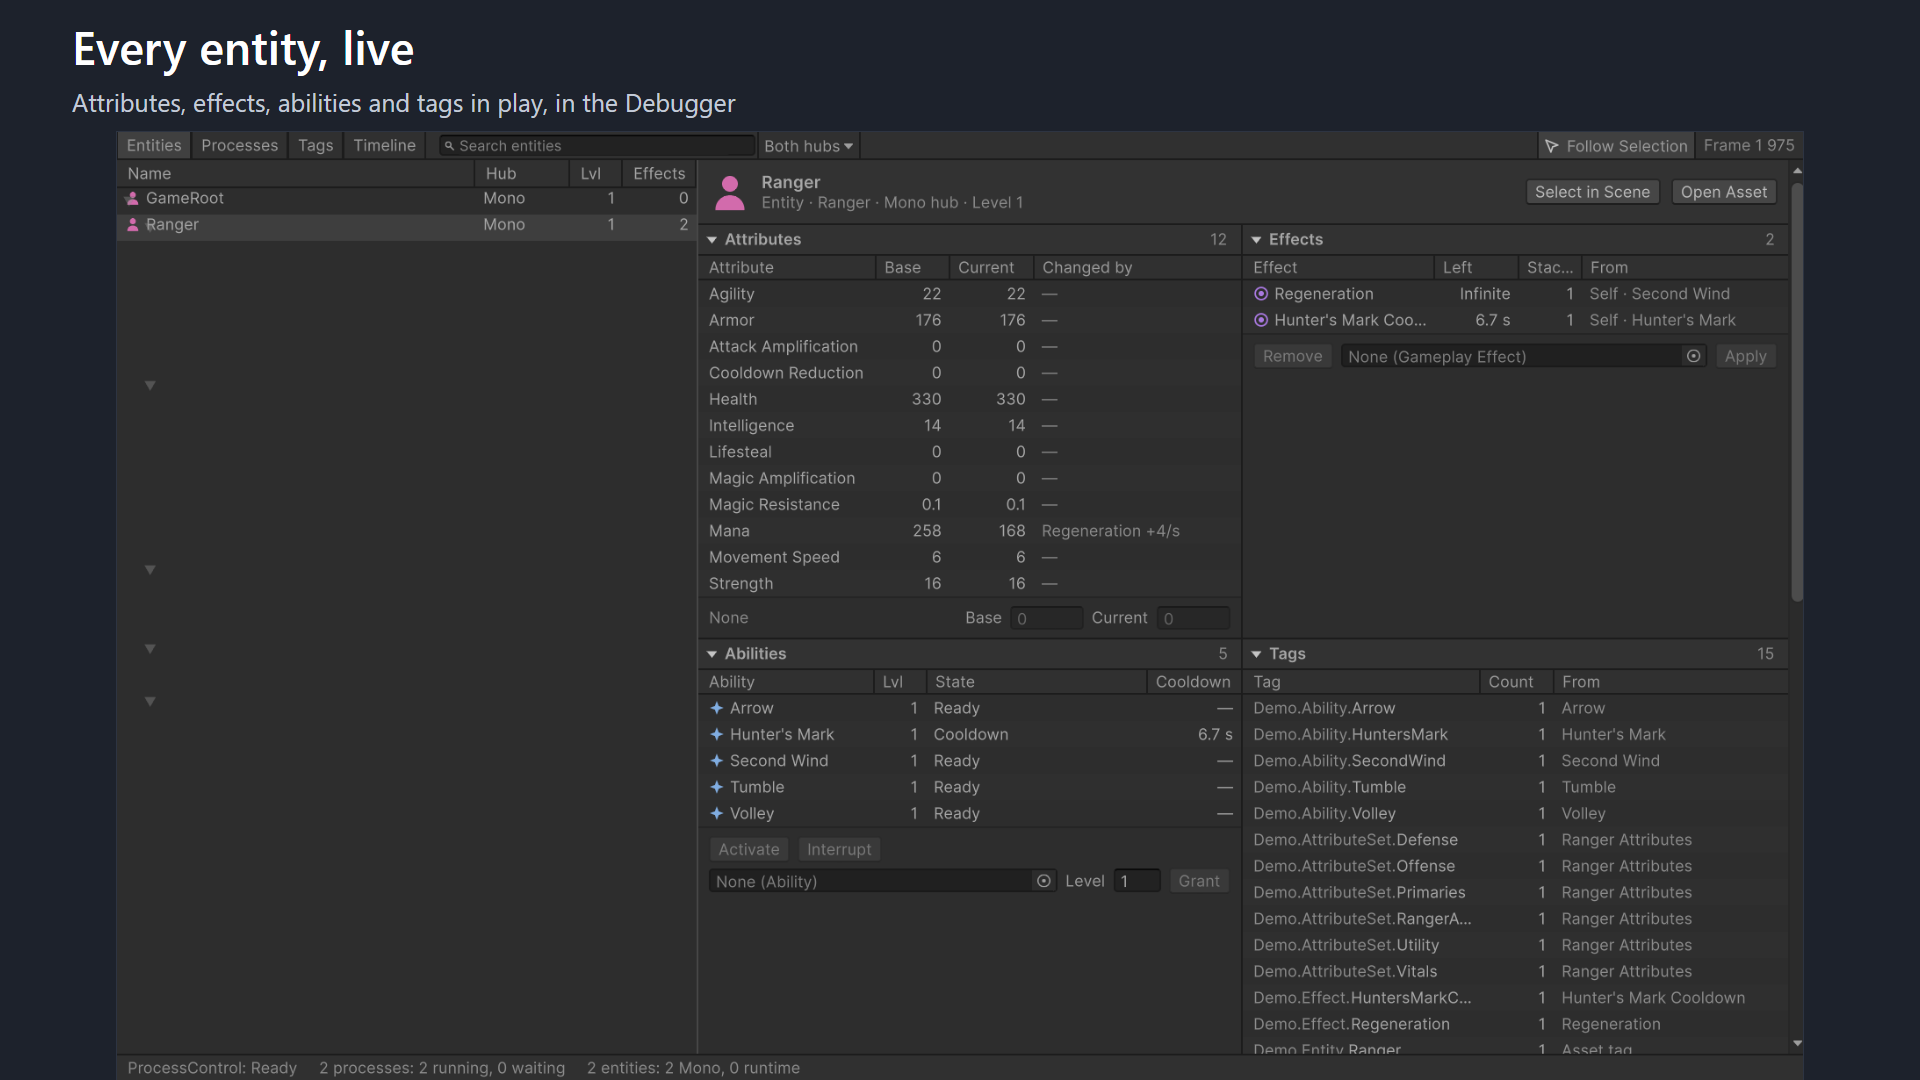 Every entity, live
Attributes, effects, abilities and tags in play, in the Debugger
Entities Processes Tags Timeline Search entities Both hubs Follow Selection Frame 1 975
Name Hub Lvl Effects
GameRoot Mono 1 0
Ranger Mono 1 2
Ranger
Entity · Ranger · Mono hub · Level 1
Select in Scene Open Asset
Attributes 12
Attribute Base Current Changed by
Agility 22 22 —
Armor 176 176 —
Attack Amplification 0 0 —
Cooldown Reduction 0 0 —
Health 330 330 —
Intelligence 14 14 —
Lifesteal 0 0 —
Magic Amplification 0 0 —
Magic Resistance 0.1 0.1 —
Mana 258 168 Regeneration +4/s
Movement Speed 6 6 —
Strength 16 16 —
None Base 0 Current 0
Effects 2
Effect Left Stac... From
Regeneration Infinite 1 Self · Second Wind
Hunter's Mark Coo... 6.7 s 1 Self · Hunter's Mark
Remove None (Gameplay Effect) Apply
Abilities 5
Ability Lvl State Cooldown
Arrow 1 Ready —
Hunter's Mark 1 Cooldown 6.7 s
Second Wind 1 Ready —
Tumble 1 Ready —
Volley 1 Ready —
Activate Interrupt
None (Ability) Level 1 Grant
Tags 15
Tag Count From
Demo.Ability.Arrow 1 Arrow
Demo.Ability.HuntersMark 1 Hunter's Mark
Demo.Ability.SecondWind 1 Second Wind
Demo.Ability.Tumble 1 Tumble
Demo.Ability.Volley 1 Volley
Demo.AttributeSet.Defense 1 Ranger Attributes
Demo.AttributeSet.Offense 1 Ranger Attributes
Demo.AttributeSet.Primaries 1 Ranger Attributes
Demo.AttributeSet.RangerA... 1 Ranger Attributes
Demo.AttributeSet.Utility 1 Ranger Attributes
Demo.AttributeSet.Vitals 1 Ranger Attributes
Demo.Effect.HuntersMarkC... 1 Hunter's Mark Cooldown
Demo.Effect.Regeneration 1 Regeneration
Demo.Entity.Ranger 1 Asset tag
ProcessControl: Ready 2 processes: 2 running, 0 waiting 2 entities: 2 Mono, 0 runtime